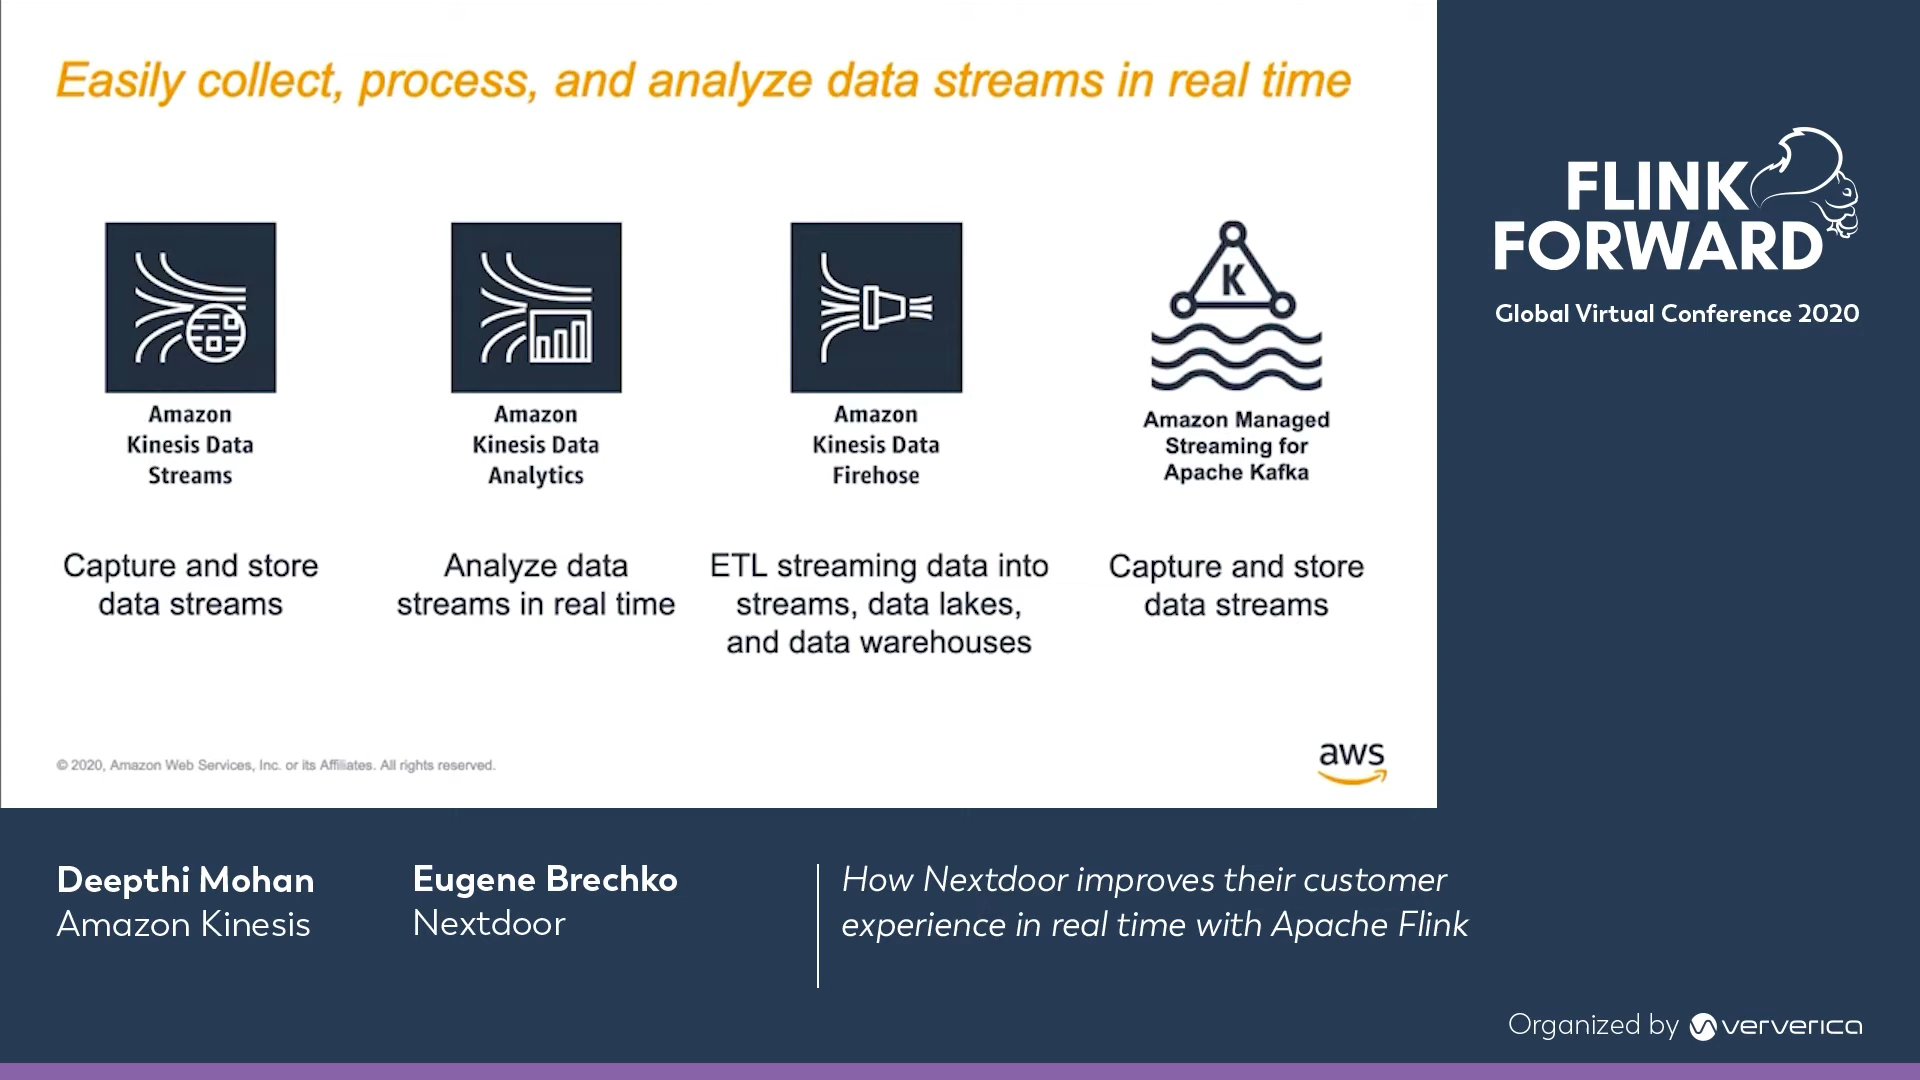 Easily collect, process, and analyze data streams in real time
Amazon
Kinesis Data
Streams
Capture and store
data streams
Amazon
Kinesis Data
Analytics
Analyze data
streams in real time
Amazon
Kinesis Data
Firehose
ETL streaming data into
streams, data lakes,
and data warehouses
K
Amazon Managed
Streaming for
Apache Kafka
Capture and store
data streams
© 2020, Amazon Web Services, Inc. or its Affiliates. All rights reserved.
aws
FLINK
FORWARD
Global Virtual Conference 2020
Deepthi Mohan
Amazon Kinesis
Eugene Brechko
Nextdoor
How Nextdoor improves their customer
experience in real time with Apache Flink
Organized by ververica